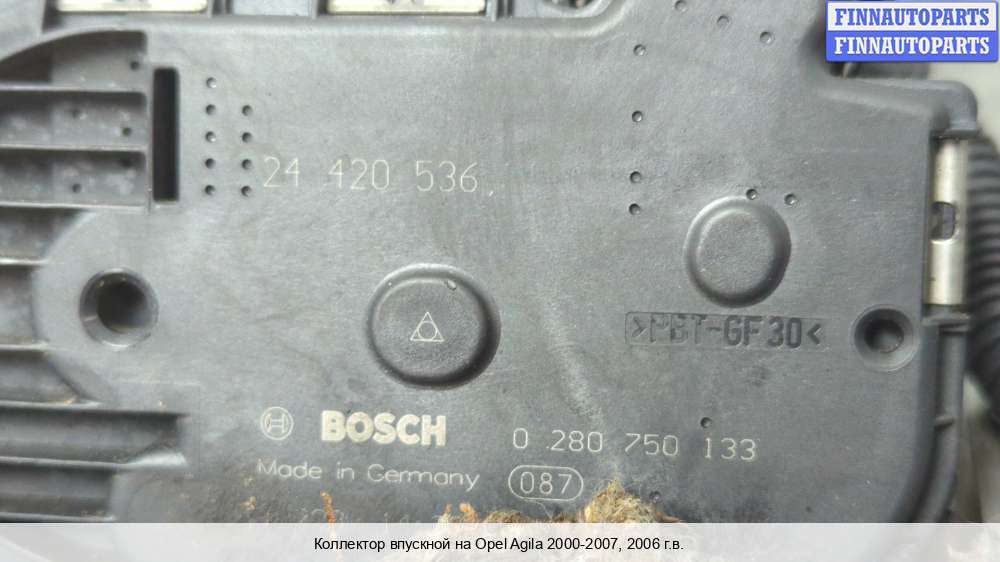 FINNAUTOPARTS
FINNAUTOPARTS
24 420 536
>PBT-GF30<
BOSCH 0 280 750 133
Made in Germany 087
Коллектор впускной на Opel Agila 2000-2007, 2006 г.в.